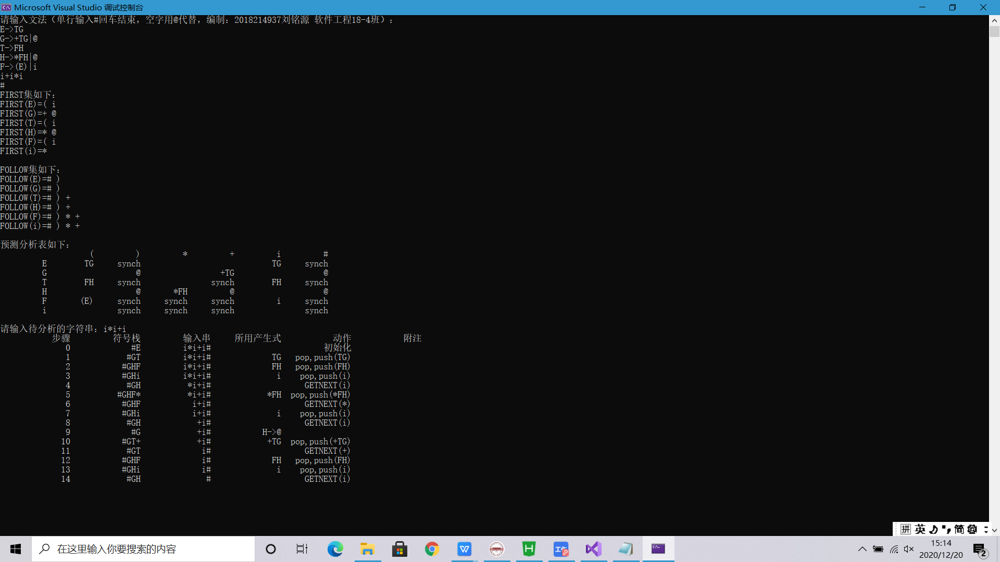 Microsoft Visual Studio 调试控制台
请输入文法（单行输入#回车结束，空字用@代替，编制：2018214937刘铭源 软件工程18-4班）：
E->TG
G->+TG|@
T->FH
H->*FH|@
F->(E)|i
i+i*i
#
FIRST集如下：
FIRST(E)=( i
FIRST(G)=+ @
FIRST(T)=( i
FIRST(H)=* @
FIRST(F)=( i
FIRST(i)=*
FOLLOW集如下：
FOLLOW(E)=# )
FOLLOW(G)=# )
FOLLOW(T)=# ) +
FOLLOW(H)=# ) +
FOLLOW(F)=# ) * +
FOLLOW(i)=# ) * +
预测分析表如下：
( ) * + i #
E TG synch TG synch
G @ +TG @
T FH synch synch FH synch
H @ *FH @ @
F (E) synch synch synch i synch
i synch synch synch synch
请输入待分析的字符串：i*i+i
步骤 符号栈 输入串 所用产生式 动作 附注
0 #E i*i+i# 初始化
1 #GT i*i+i# TG pop,push(TG)
2 #GHF i*i+i# FH pop,push(FH)
3 #GHi i*i+i# i pop,push(i)
4 #GH *i+i# GETNEXT(i)
5 #GHF* *i+i# *FH pop,push(*FH)
6 #GHF i+i# GETNEXT(*)
7 #GHi i+i# i pop,push(i)
8 #GH +i# GETNEXT(i)
9 #G +i# H->@
10 #GT+ +i# +TG pop,push(+TG)
11 #GT i# GETNEXT(+)
12 #GHF i# FH pop,push(FH)
13 #GHi i# i pop,push(i)
14 #GH # GETNEXT(i)
拼 英 简
在这里输入你要搜索的内容
15:14
2020/12/20
2